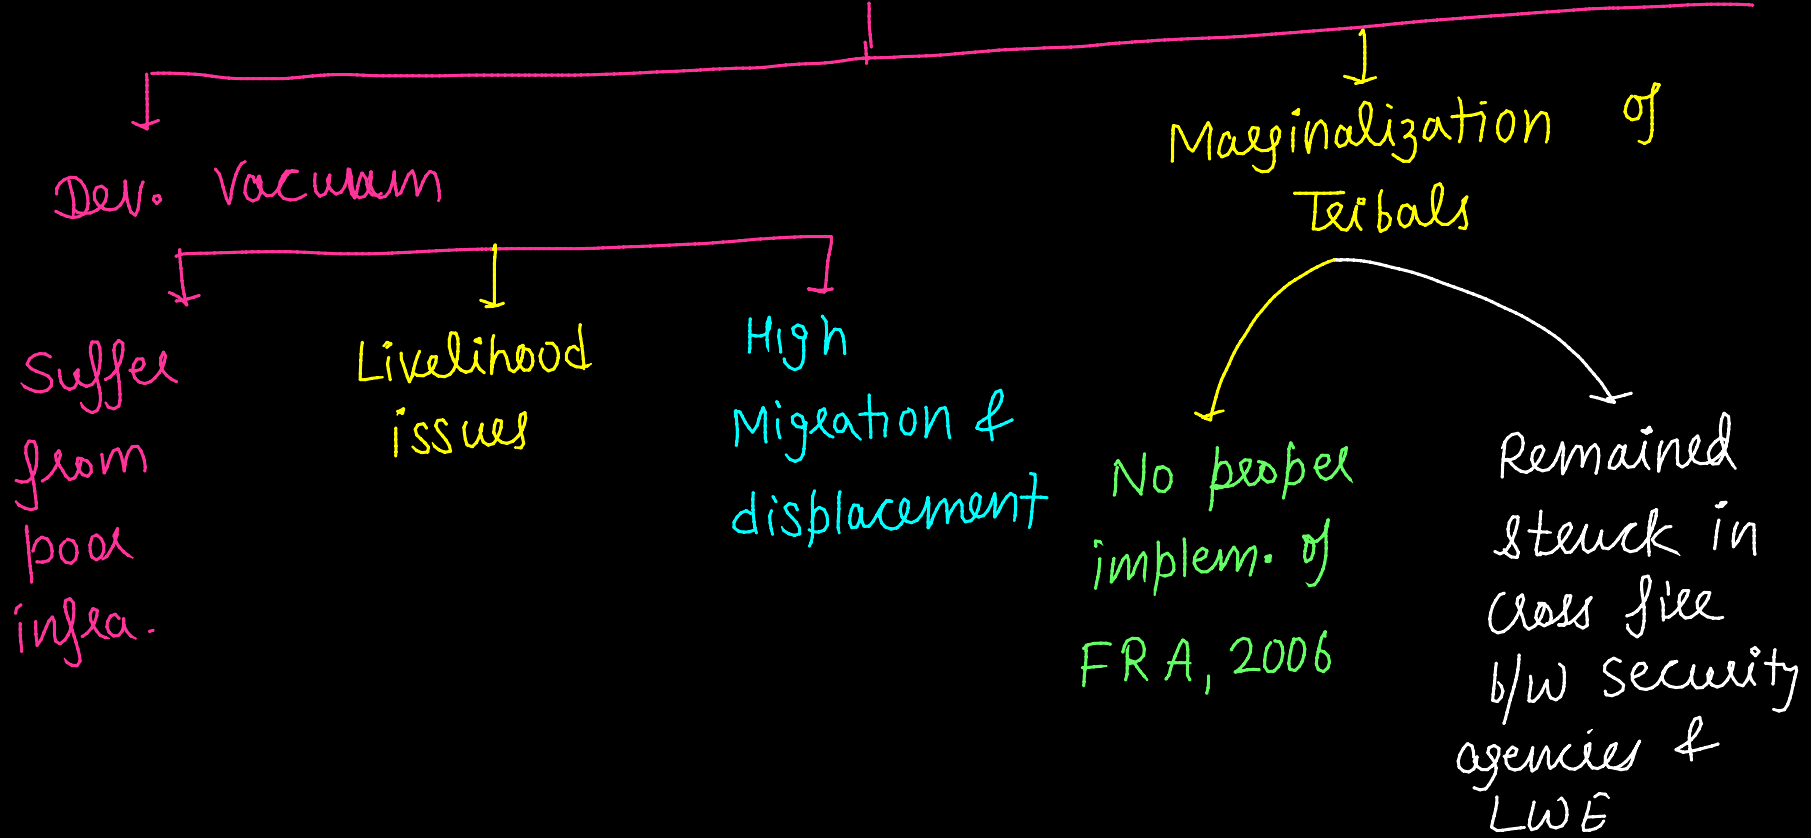 Dev. Vacuum
Suffer
from
poor
infra.
Livelihood
issues
High
Migration &
displacement
Marginalization of
Tribals
No proper
implem. of
FRA, 2006
Remained
struck in
cross fire
b/w security
agencies &
LWE